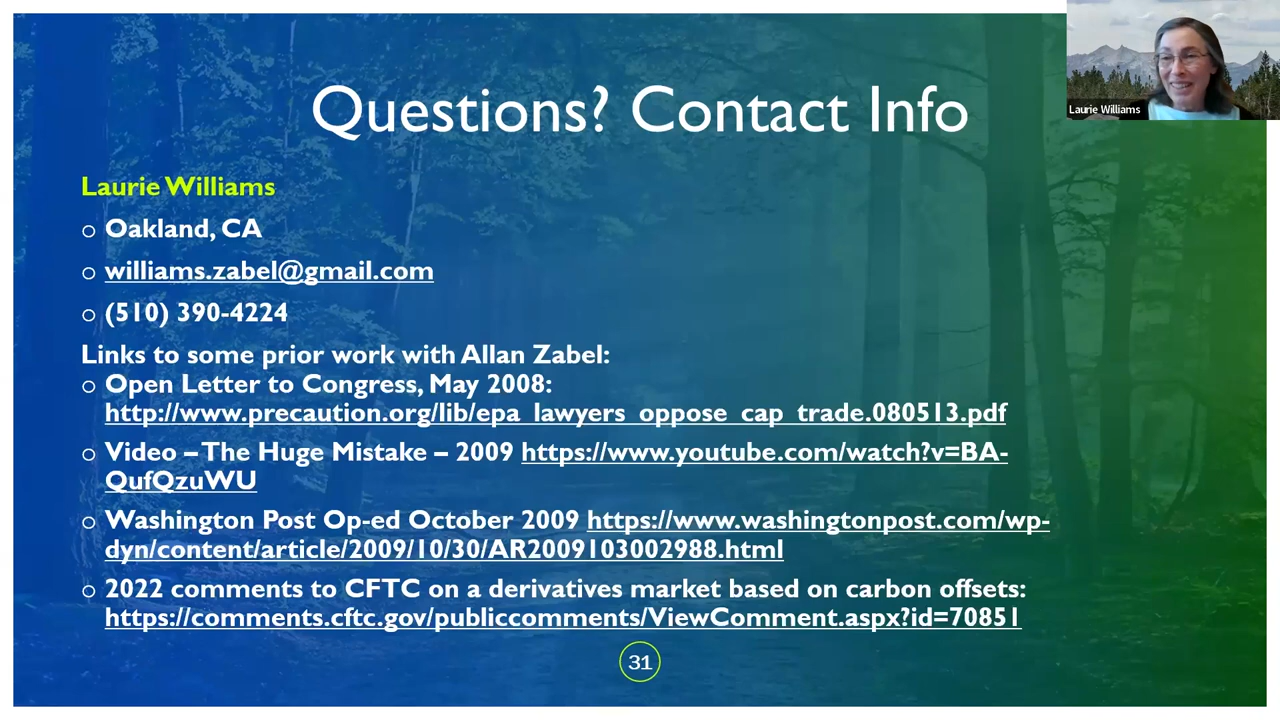 Questions? Contact Info
Laurie Williams
Laurie Williams
o Oakland, CA
o williams.zabel@gmail.com
o (510) 390-4224
Links to some prior work with Allan Zabel:
o Open Letter to Congress, May 2008:
http://www.precaution.org/lib/epa_lawyers_oppose_cap_trade.080513.pdf
o Video – The Huge Mistake – 2009 https://www.youtube.com/watch?v=BA-
QufQzuWU
o Washington Post Op-ed October 2009 https://www.washingtonpost.com/wp-
dyn/content/article/2009/10/30/AR2009103002988.html
o 2022 comments to CFTC on a derivatives market based on carbon offsets:
https://comments.cftc.gov/publiccomments/ViewComment.aspx?id=70851
31